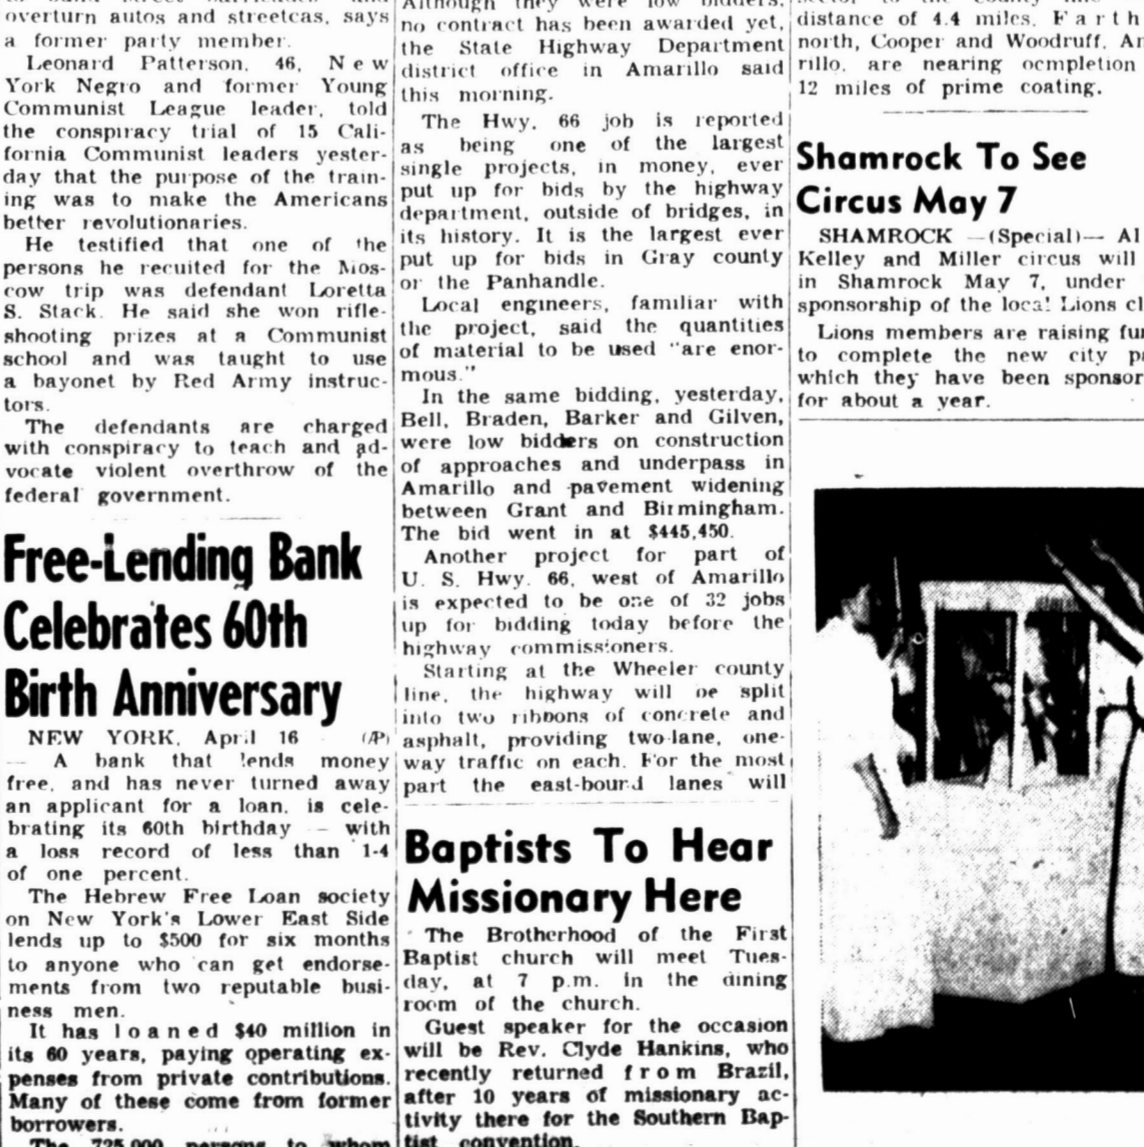 overturn autos and streetcas, says
a former party member.
Leonard Patterson, 46, New
York Negro and former Young
Communist League leader, told
the conspiracy trial of 15 Cali-
fornia Communist leaders yester-
day that the purpose of the train-
ing was to make the Americans
better revolutionaries.
He testified that one of the
persons he recuited for the Mos-
cow trip was defendant Loretta
S. Stack. He said she won rifle-
shooting prizes at a Communist
school and was taught to use
a bayonet by Red Army instruc-
tors.
The defendants are charged
with conspiracy to teach and ad-
vocate violent overthrow of the
federal government.
Free-Lending Bank
Celebrates 60th
Birth Anniversary
NEW YORK, April 16 (AP)
— A bank that lends money
free, and has never turned away
an applicant for a loan, is cele-
brating its 60th birthday — with
a loss record of less than 1-4
of one percent.
The Hebrew Free Loan society
on New York's Lower East Side
lends up to $500 for six months
to anyone who can get endorse-
ments from two reputable busi-
ness men.
It has loaned $40 million in
its 60 years, paying operating ex-
penses from private contributions.
Many of these come from former
borrowers.
The 725,000 persons to whom
Although they were low bidders,
no contract has been awarded yet,
the State Highway Department
district office in Amarillo said
this morning.
The Hwy. 66 job is reported
as being one of the largest
single projects, in money, ever
put up for bids by the highway
department, outside of bridges, in
its history. It is the largest ever
put up for bids in Gray county
or the Panhandle.
Local engineers, familiar with
the project, said the quantities
of material to be used "are enor-
mous."
In the same bidding, yesterday,
Bell, Braden, Barker and Gilven,
were low bidders on construction
of approaches and underpass in
Amarillo and pavement widening
between Grant and Birmingham.
The bid went in at $445,450.
Another project for part of
U. S. Hwy. 66, west of Amarillo
is expected to be one of 32 jobs
up for bidding today before the
highway commissioners.
Starting at the Wheeler county
line, the highway will be split
into two ribbons of concrete and
asphalt, providing two-lane, one-
way traffic on each. For the most
part the east-bound lanes will
Baptists To Hear
Missionary Here
The Brotherhood of the First
Baptist church will meet Tues-
day, at 7 p.m. in the dining
room of the church.
Guest speaker for the occasion
will be Rev. Clyde Hankins, who
recently returned from Brazil,
after 10 years of missionary ac-
tivity there for the Southern Bap-
tist convention.
distance of 4.4 miles. Farth
north, Cooper and Woodruff, Ar
rillo, are nearing ocmpletion
12 miles of prime coating.
Shamrock To See
Circus May 7
SHAMROCK —(Special)— Al
Kelley and Miller circus will
in Shamrock May 7, under
sponsorship of the local Lions cl
Lions members are raising fu
to complete the new city p
which they have been sponsor
for about a year.